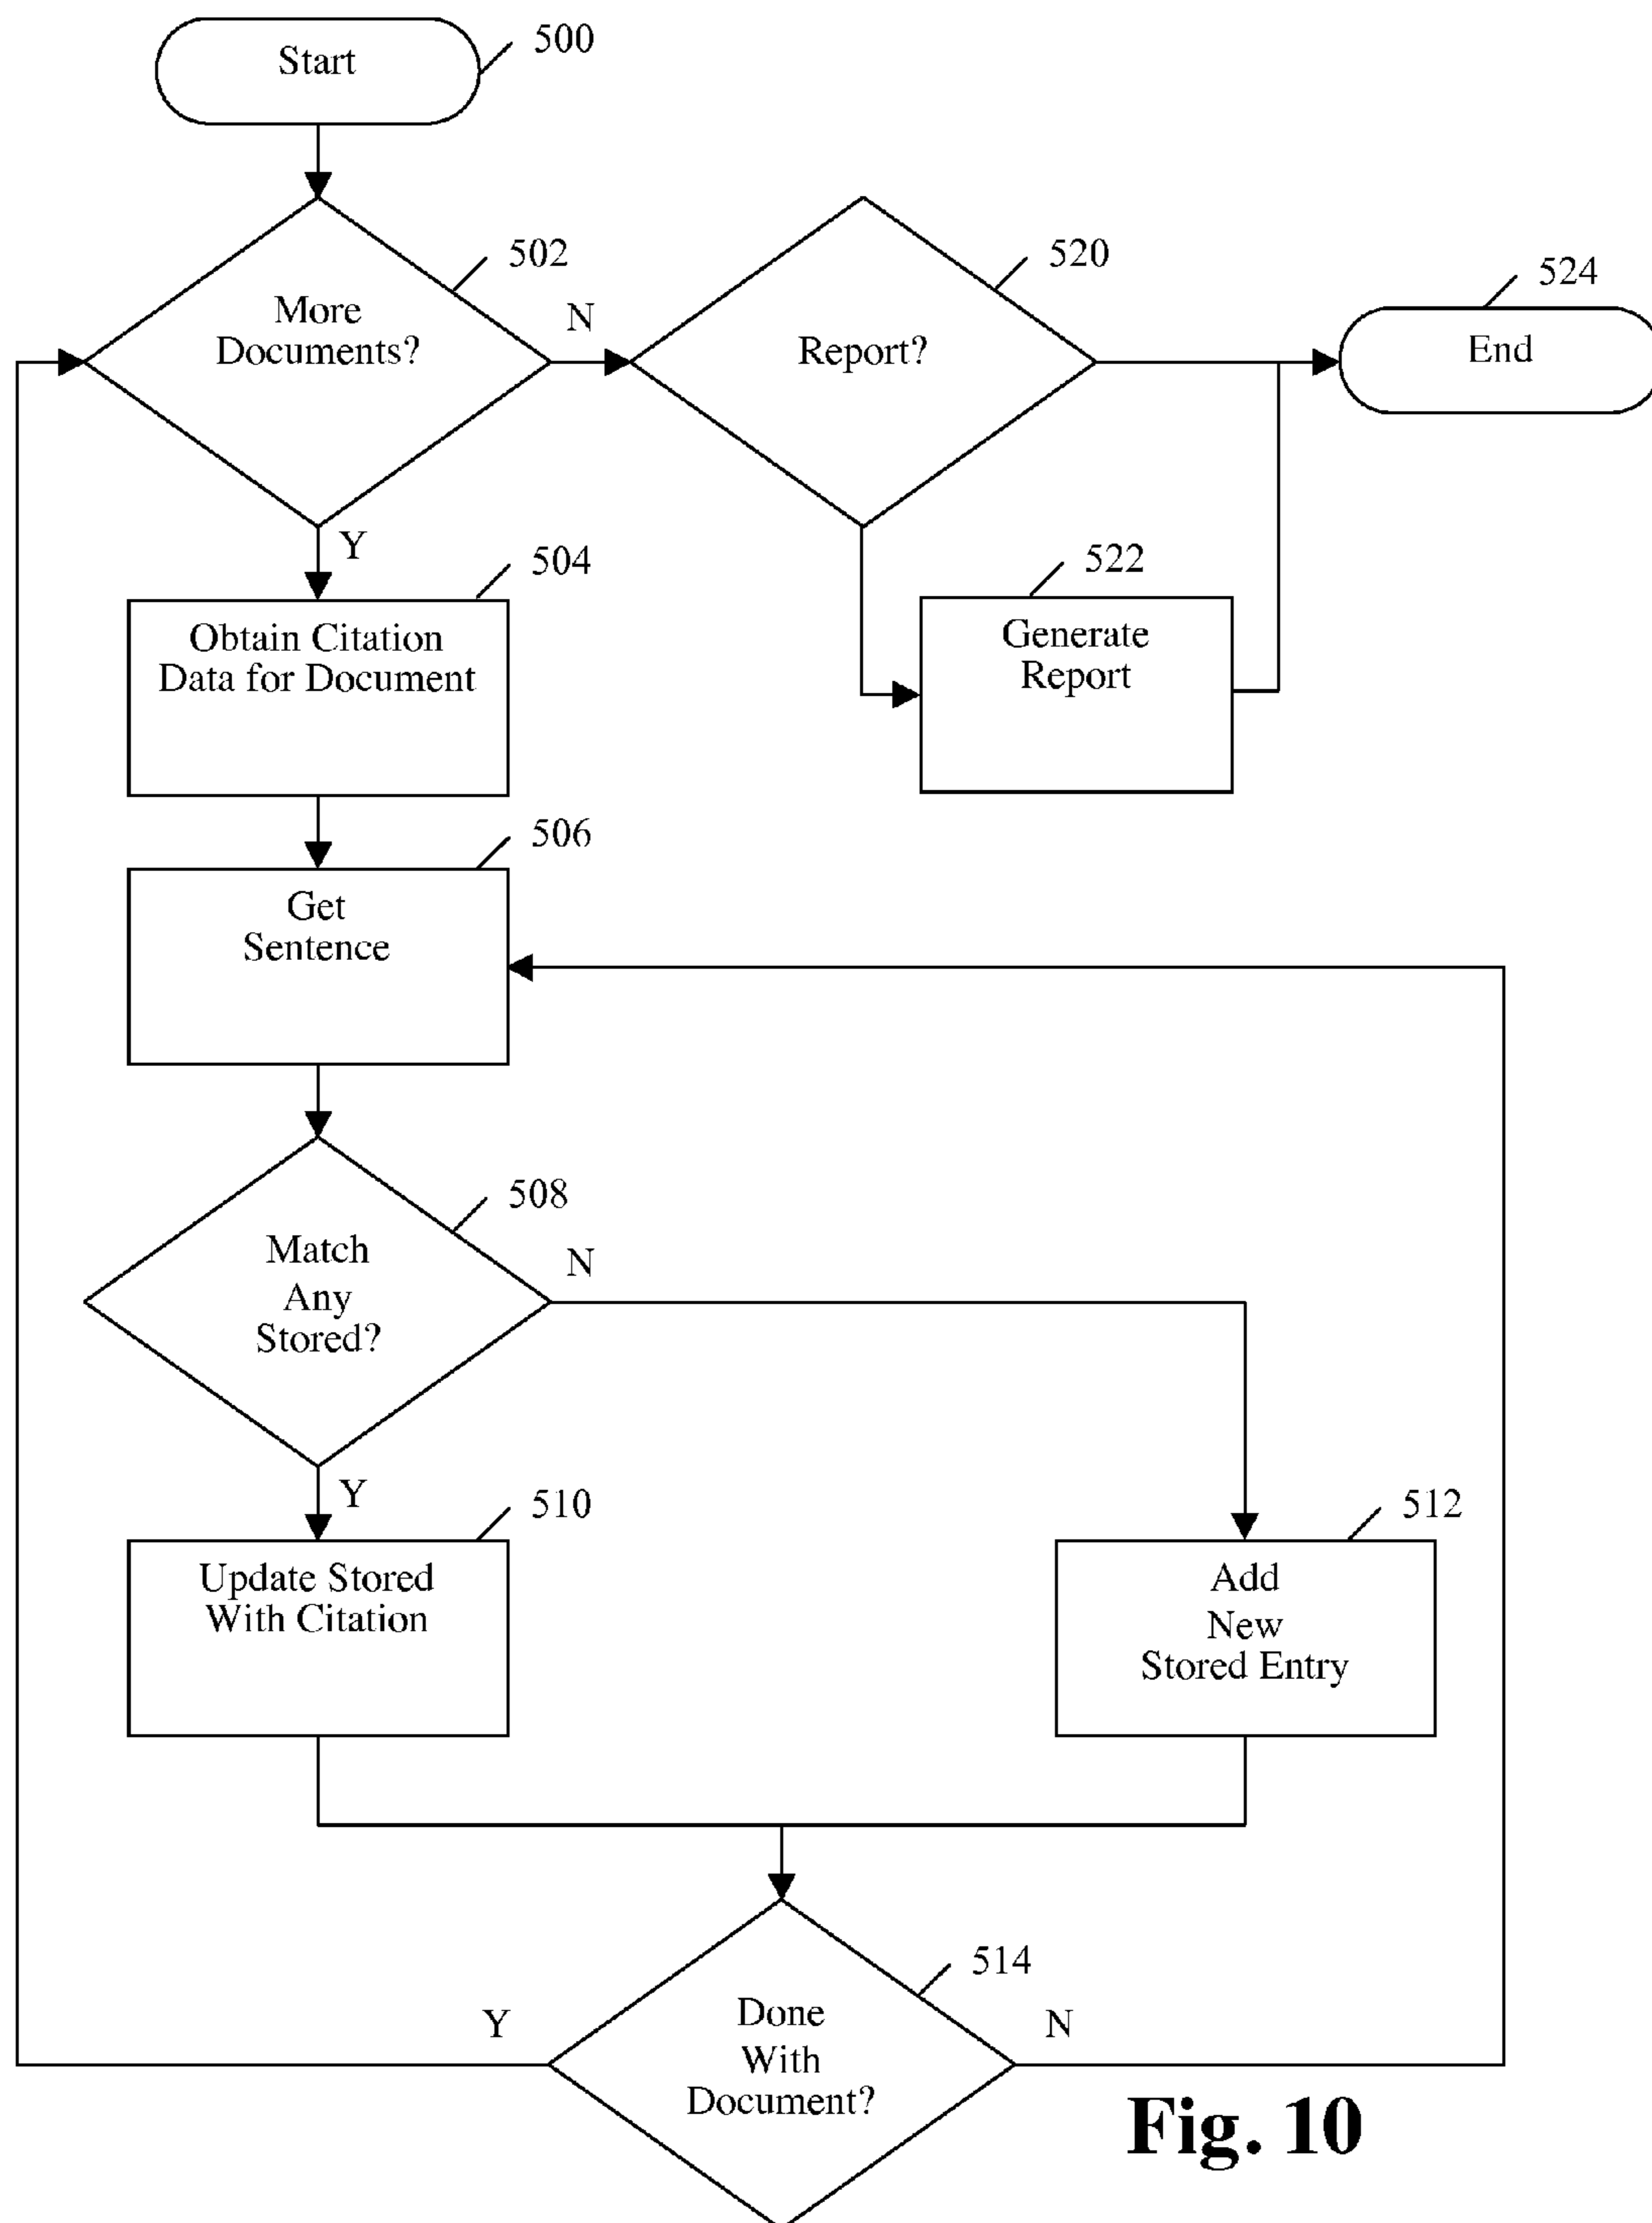 Start
500
More
Documents?
502
N
Report?
520
End
524
Y
Obtain Citation
Data for Document
504
Generate
Report
522
Get
Sentence
506
Match
Any
Stored?
508
N
Y
Update Stored
With Citation
510
Add
New
Stored Entry
512
Done
With
Document?
514
Y
N
Fig. 10